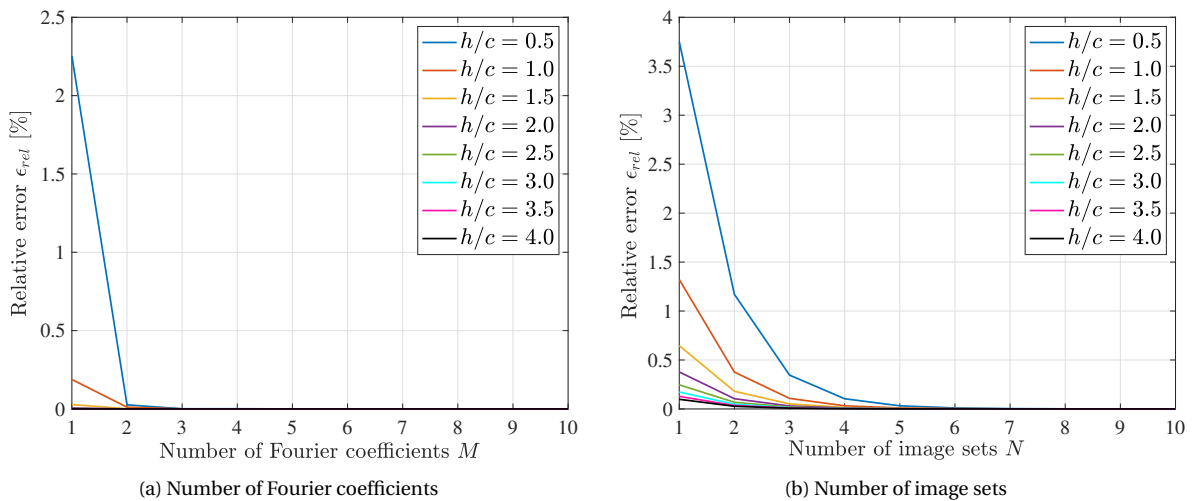 2.5
2
1.5
1
0.5
0
1 2 3 4 5 6 7 8 9 10
Relative error ϵ_rel [%]
Number of Fourier coefficients M
h/c = 0.5
h/c = 1.0
h/c = 1.5
h/c = 2.0
h/c = 2.5
h/c = 3.0
h/c = 3.5
h/c = 4.0
(a) Number of Fourier coefficients
4
3.5
3
2.5
2
1.5
1
0.5
0
1 2 3 4 5 6 7 8 9 10
Relative error ϵ_rel [%]
Number of image sets N
h/c = 0.5
h/c = 1.0
h/c = 1.5
h/c = 2.0
h/c = 2.5
h/c = 3.0
h/c = 3.5
h/c = 4.0
(b) Number of image sets